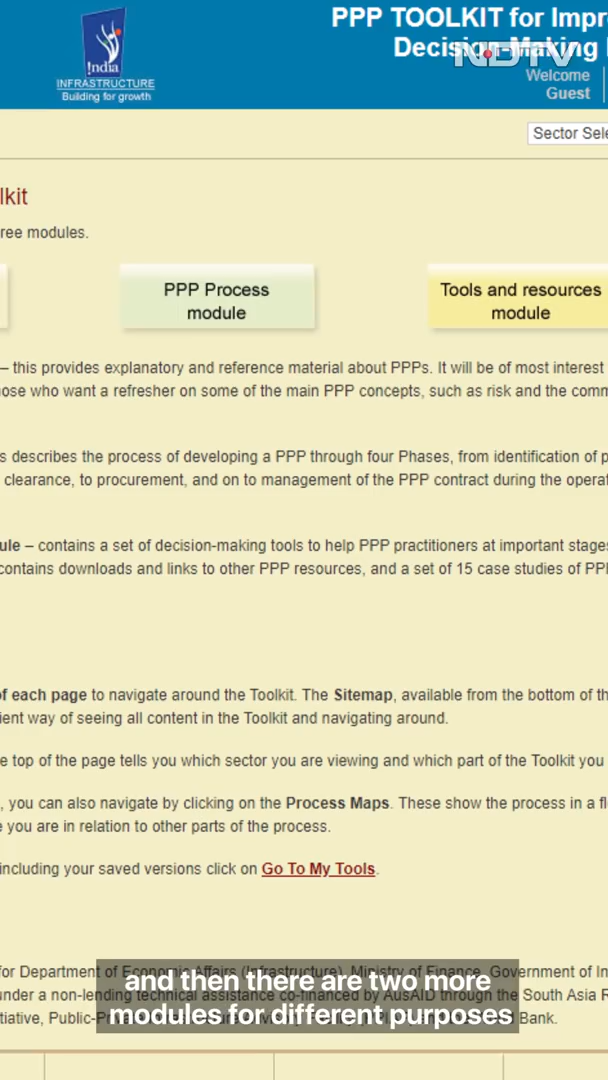 PPP TOOLKIT for Impro
Decision-Making
NDTV
Welcome
Guest
India
INFRASTRUCTURE
Building for growth
Sector Sele
lkit
ree modules.
PPP Process
module
Tools and resources
module
– this provides explanatory and reference material about PPPs. It will be of most interest
ose who want a refresher on some of the main PPP concepts, such as risk and the comm
s describes the process of developing a PPP through four Phases, from identification of p
clearance, to procurement, and on to management of the PPP contract during the operat
ule – contains a set of decision-making tools to help PPP practitioners at important stages
contains downloads and links to other PPP resources, and a set of 15 case studies of PPP
of each page to navigate around the Toolkit. The Sitemap, available from the bottom of th
ient way of seeing all content in the Toolkit and navigating around.
e top of the page tells you which sector you are viewing and which part of the Toolkit you
, you can also navigate by clicking on the Process Maps. These show the process in a fl
e you are in relation to other parts of the process.
including your saved versions click on Go To My Tools.
for Department of Economic Affairs (Infrastructure), Ministry of Finance, Government of In
under a non-lending technical assistance co-financed by AusAID through the South Asia R
tiative, Public-Private Bank.
and then there are two more
modules for different purposes